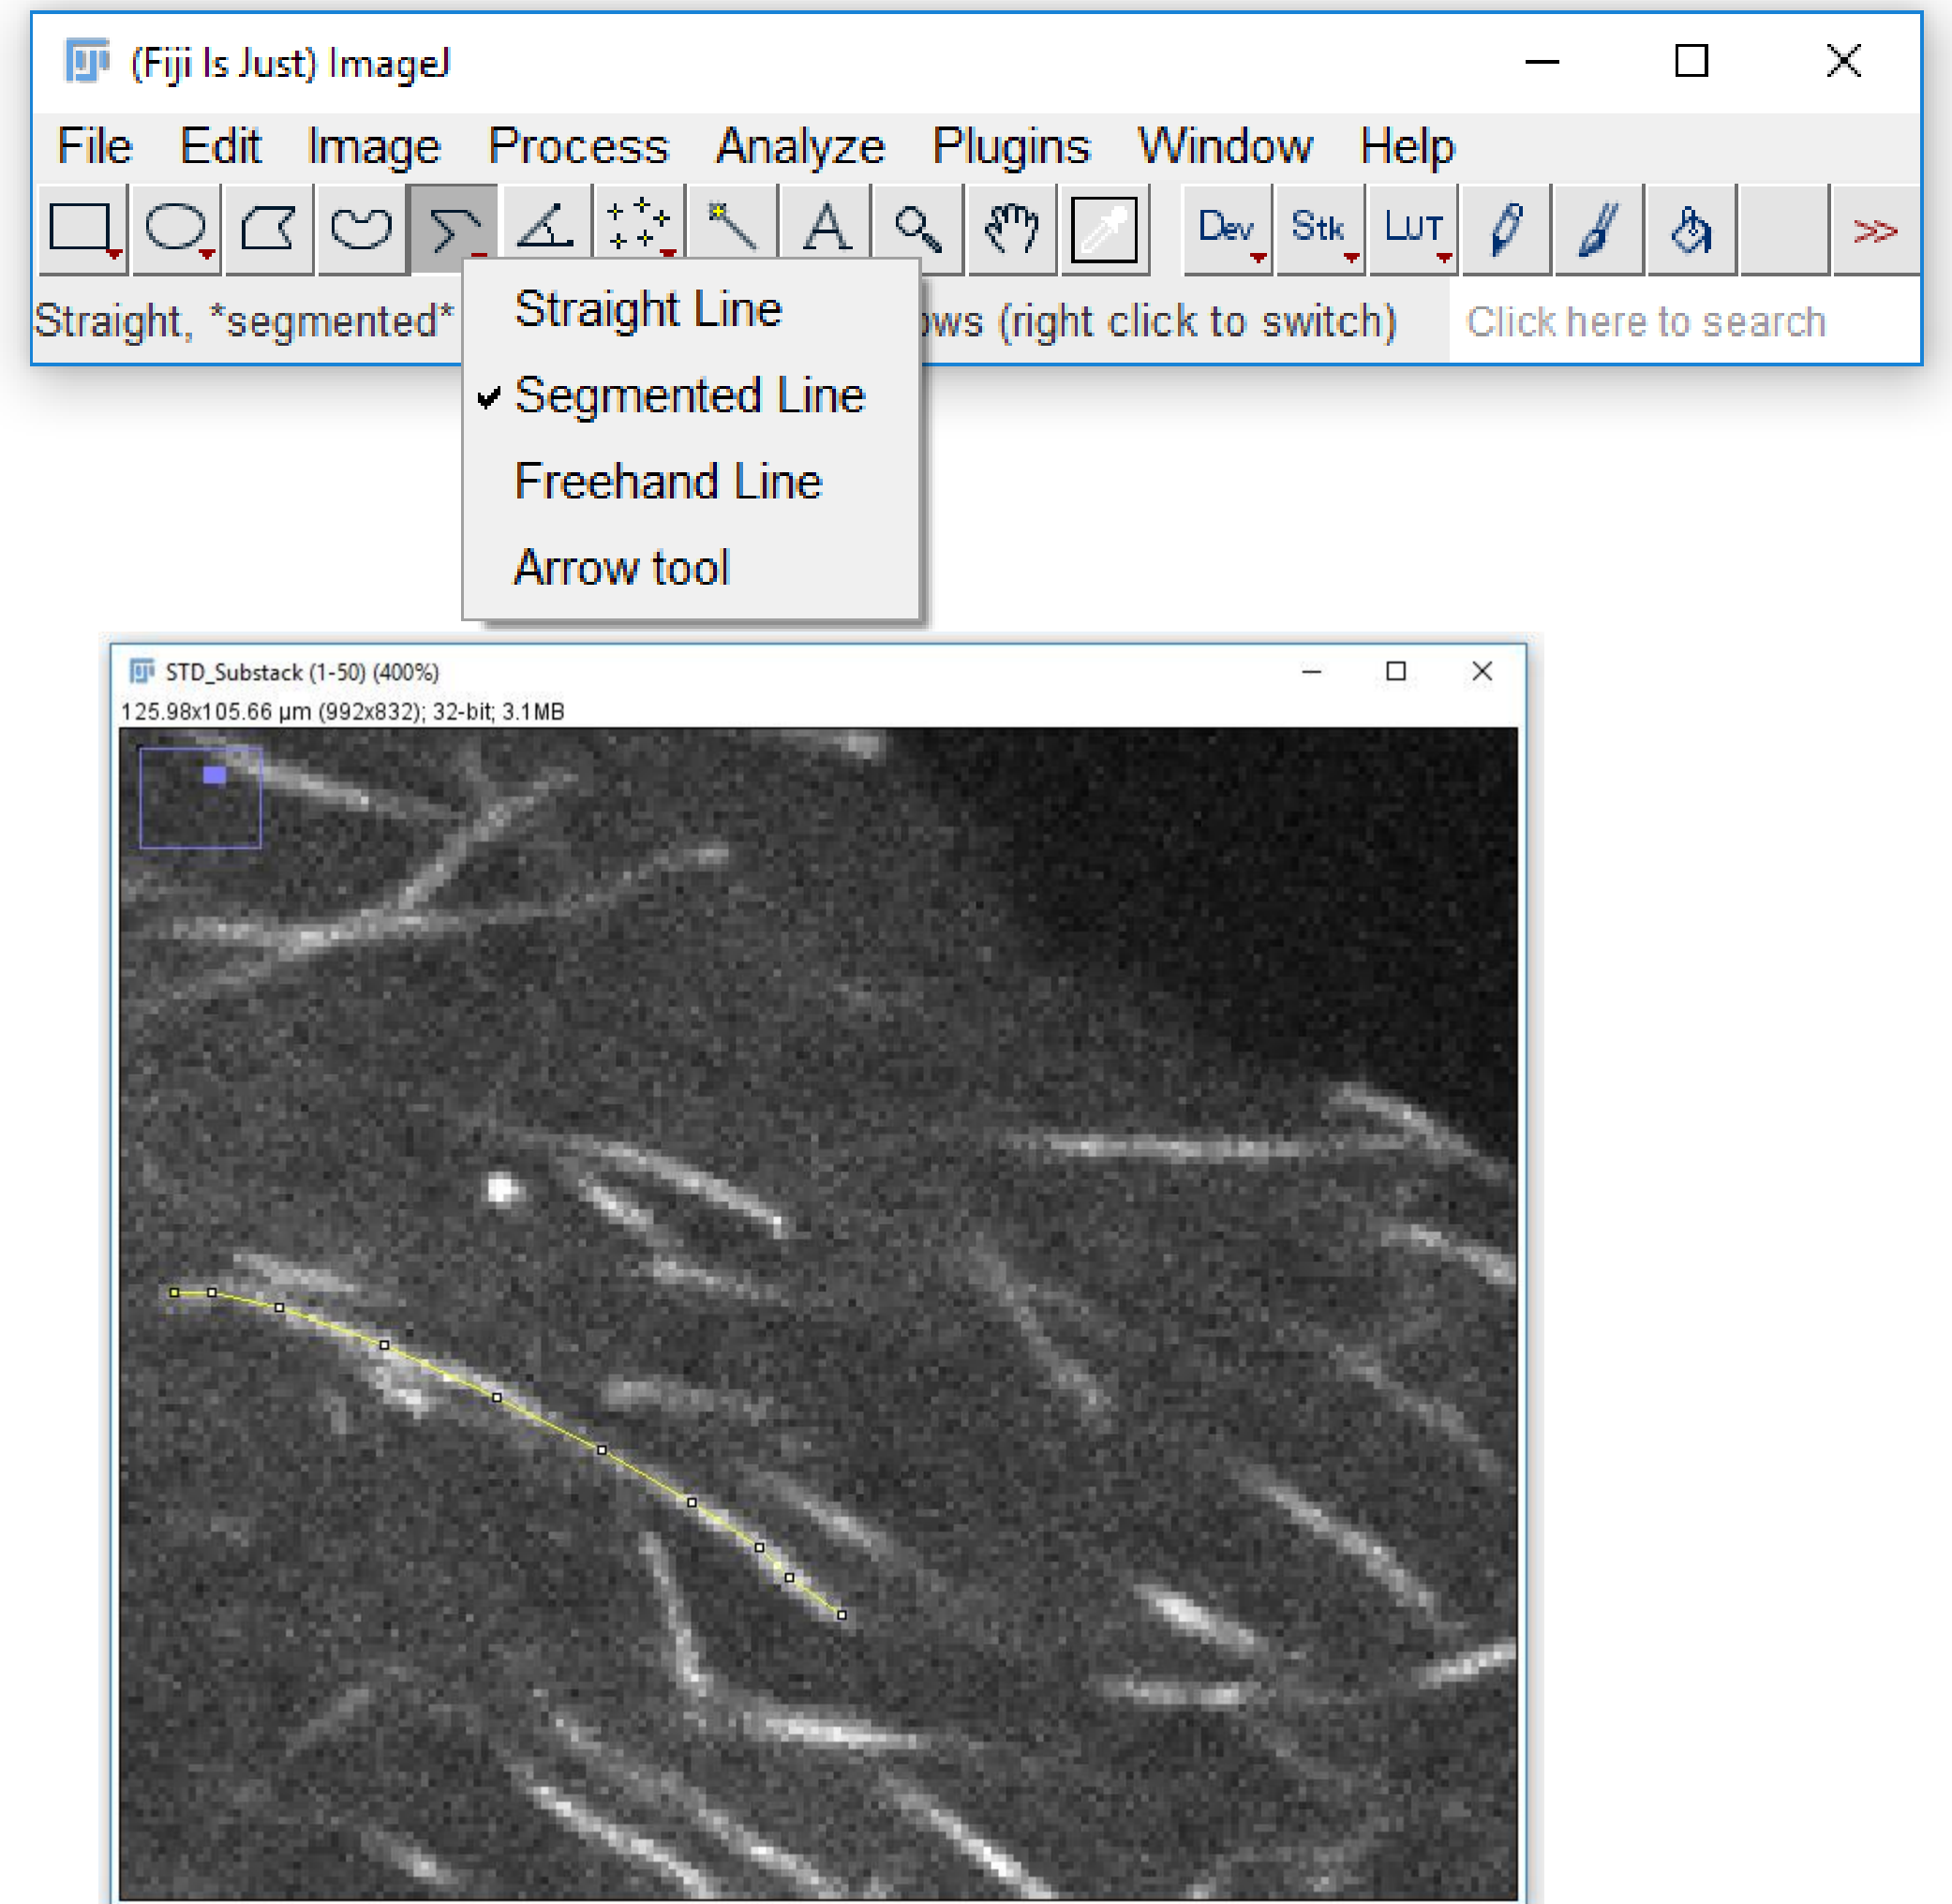 (Fiji Is Just) ImageJ
File Edit Image Process Analyze Plugins Window Help
A Dev Stk LUT >>
Straight, *segmented* ows (right click to switch) Click here to search
Straight Line
Segmented Line
Freehand Line
Arrow tool
STD_Substack (1-50) (400%)
125.98x105.66 µm (992x832); 32-bit; 3.1MB